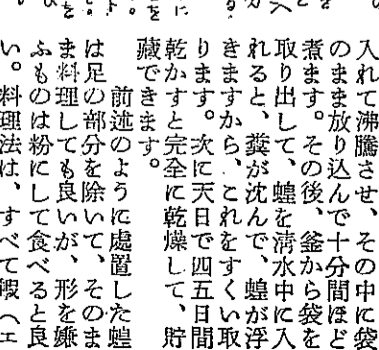 入れて沸騰させ、その中に袋
のまま放り込んで十分間ほど
煮ます。その後、釜から袋を
取り出して、蝗を清水中に入
れると、糞が沈んで、蝗が浮
きますから、これをすくい取
ります。次に天日で四五日間
乾かすと完全に乾燥して、貯
藏できます。
前述のように處置した蝗
は足の部分を除いて、そのま
ま料理しても良いが、形を嫌
ふものは粉にして食べると良
い。料理法は、すべて蝦（エ